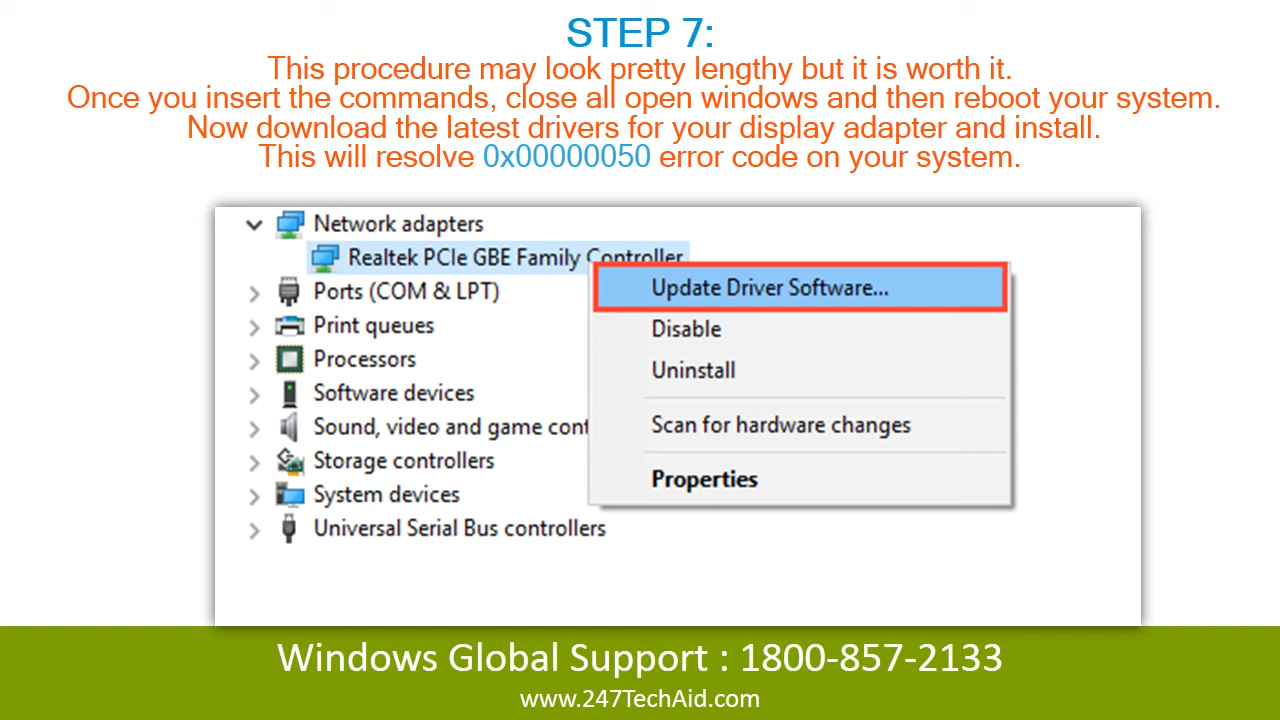 STEP 7:
This procedure may look pretty lengthy but it is worth it.
Once you insert the commands, close all open windows and then reboot your system.
Now download the latest drivers for your display adapter and install.
This will resolve 0x00000050 error code on your system.
Network adapters
Realtek PCIe GBE Family Controller
Update Driver Software...
Disable
Uninstall
Scan for hardware changes
Properties
Ports (COM & LPT)
Print queues
Processors
Software devices
Sound, video and game cont
Storage controllers
System devices
Universal Serial Bus controllers
Windows Global Support : 1800-857-2133
www.247TechAid.com